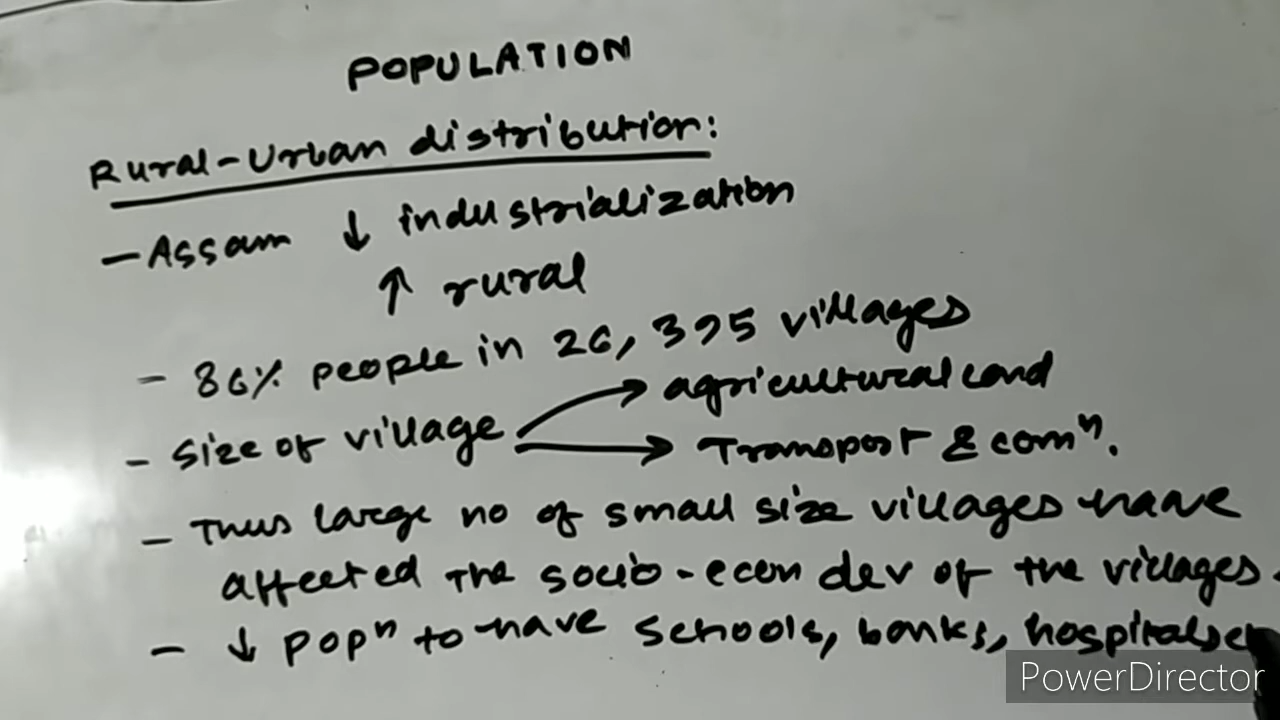 POPULATION
Rural-Urban distribution:
- Assam ↓ industrialization
↑ rural
- 86% people in 26,395 villages
- Size of village → agricultural land
→ Transport & comⁿ.
- Thus large no of small size villages have
affected the socio-econ dev of the villages.
- ↓ popⁿ to have schools, banks, hospitals etc
PowerDirector